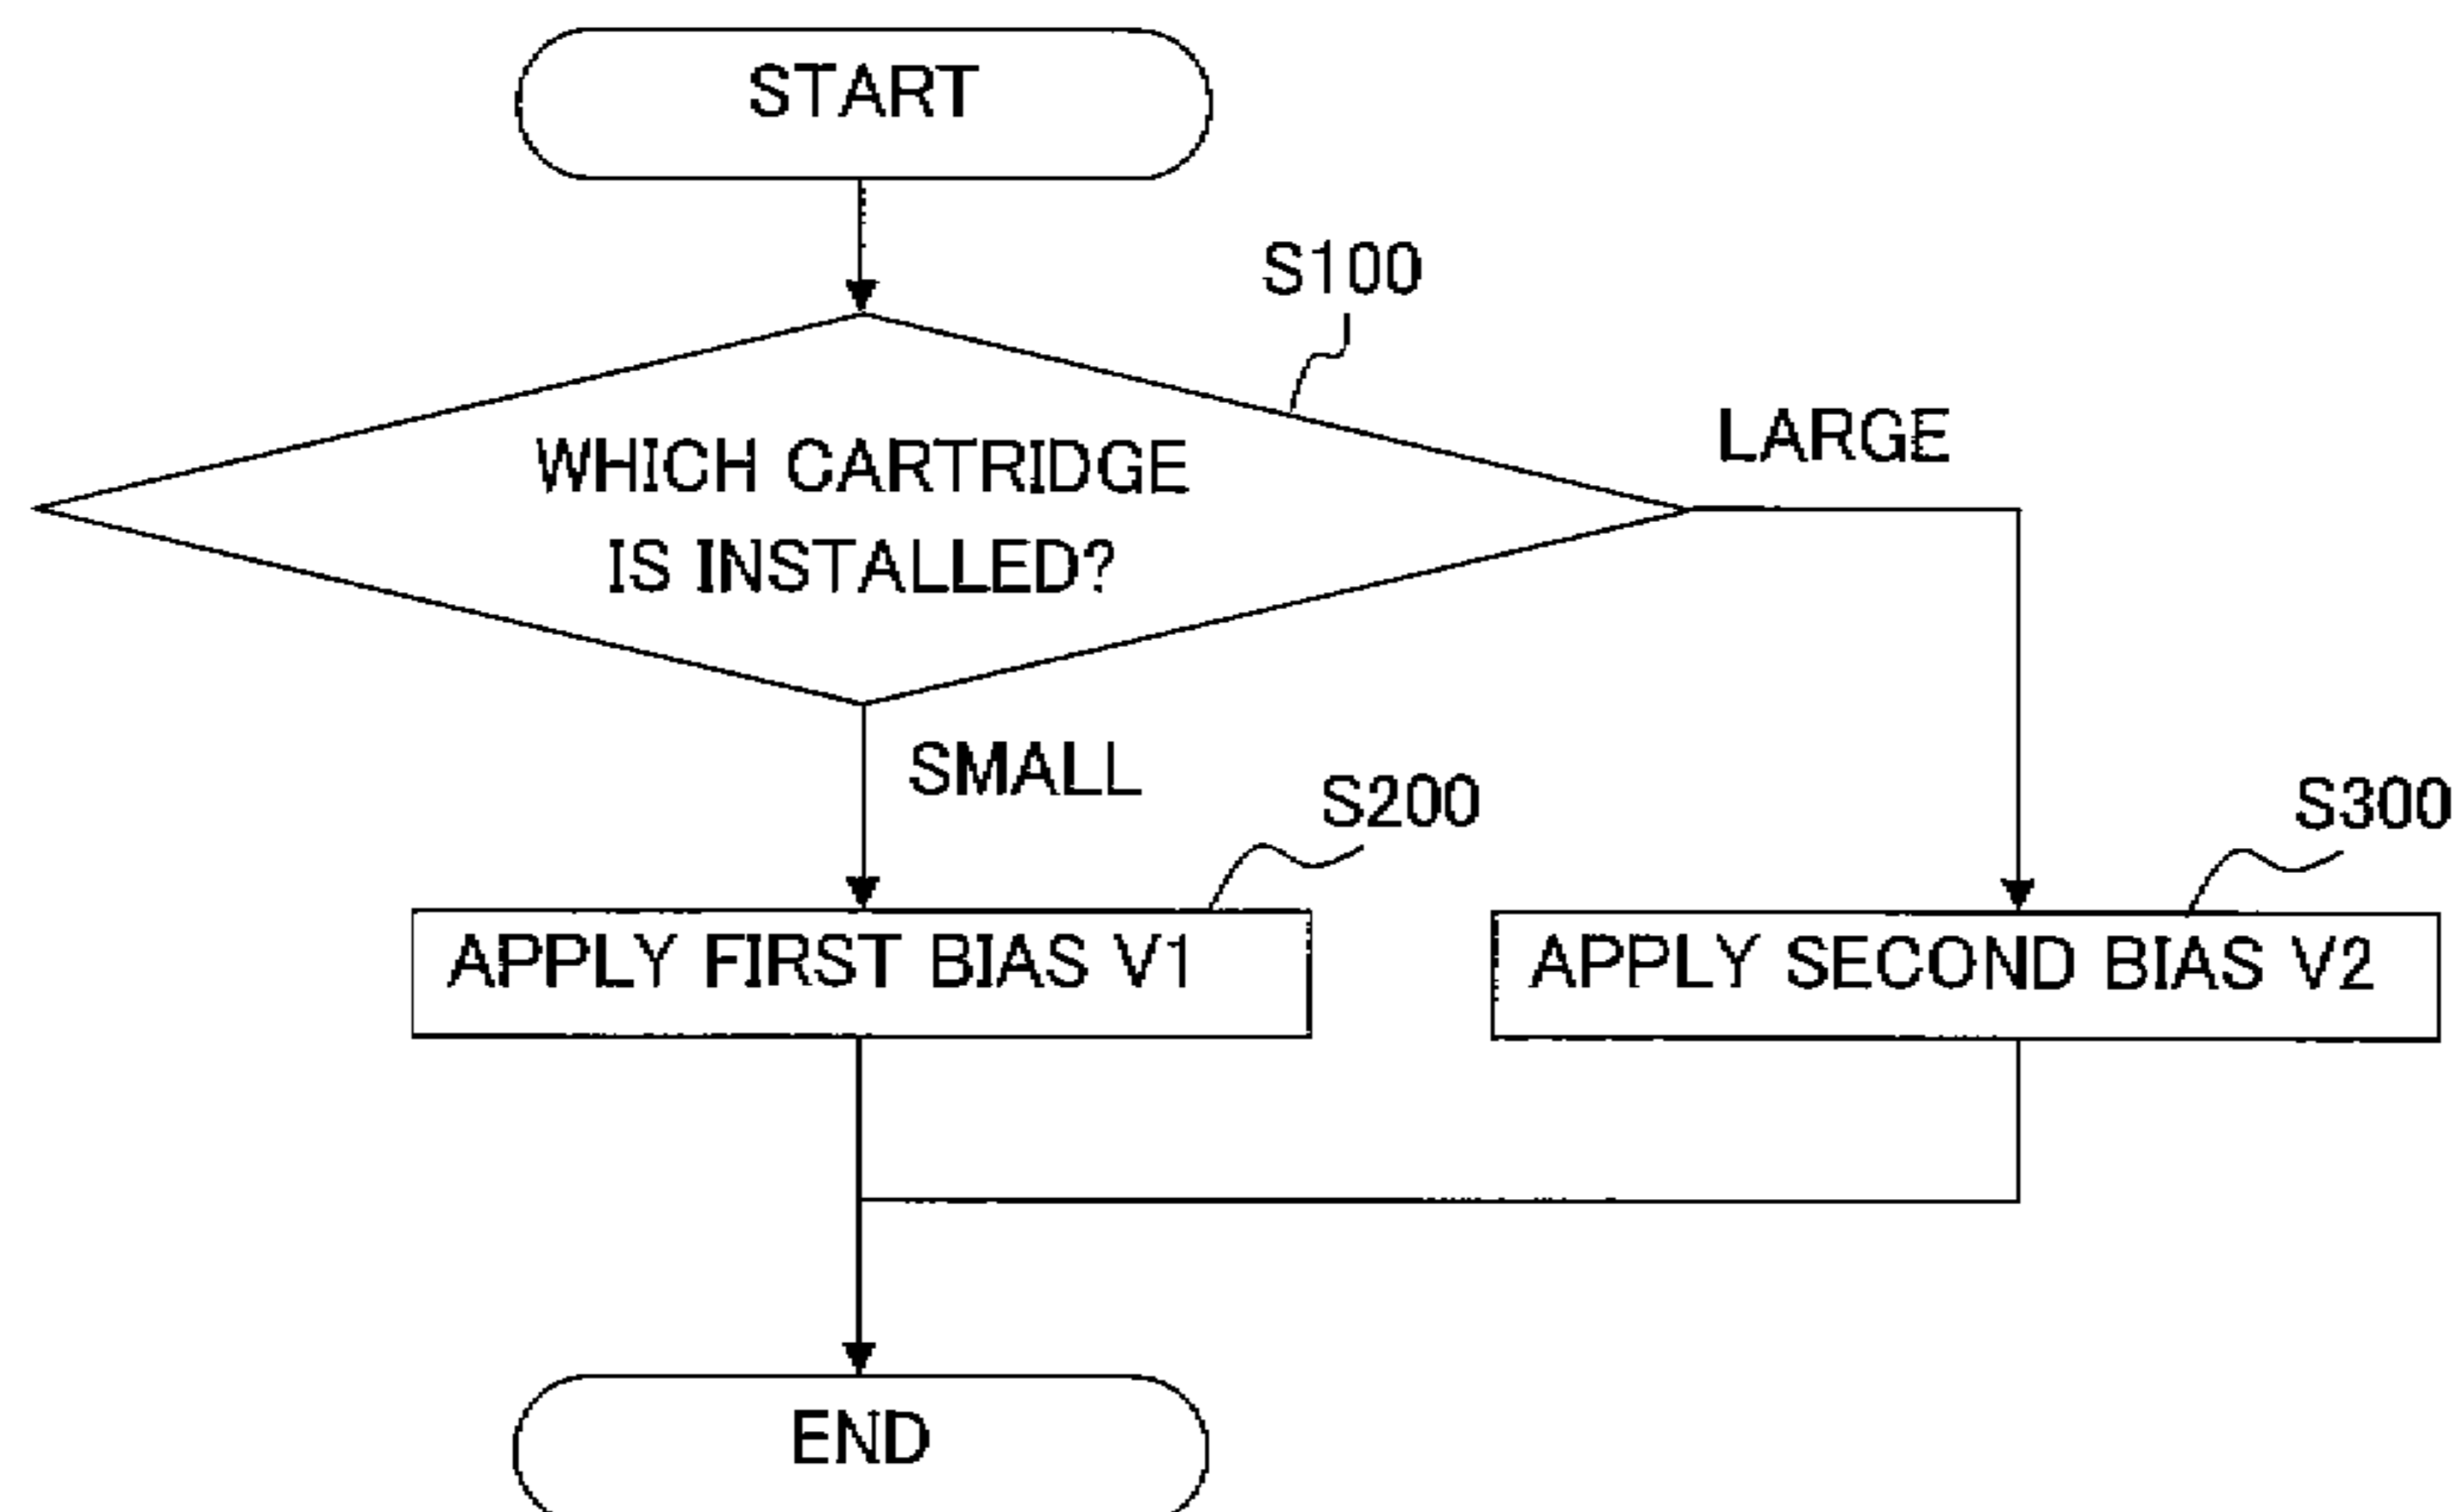 START
S100
LARGE
WHICH CARTRIDGE
IS INSTALLED?
SMALL
S200
S300
APPLY FIRST BIAS V1
APPLY SECOND BIAS V2
END